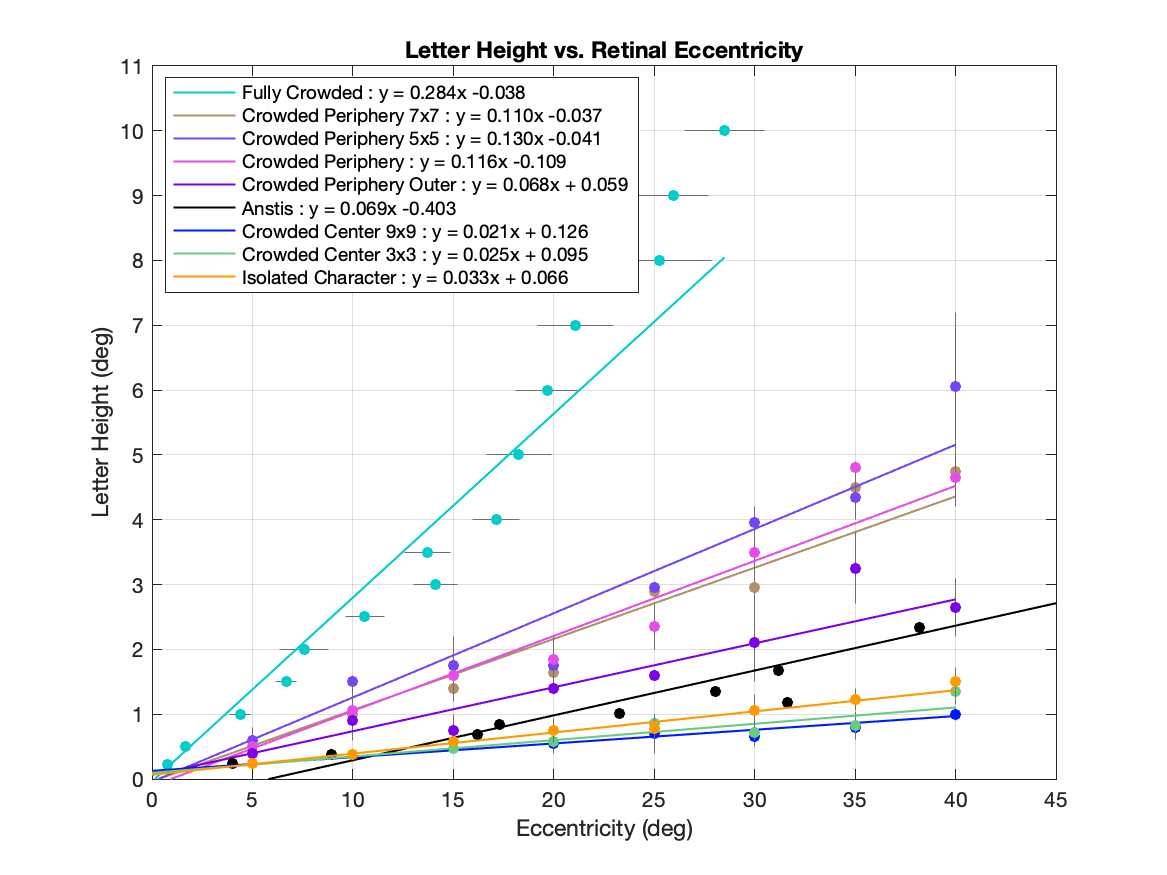 Letter Height vs. Retinal Eccentricity
11
10
9
8
7
6
5
4
3
2
1
0
Letter Height (deg)
Fully Crowded : y = 0.284x -0.038
Crowded Periphery 7x7 : y = 0.110x -0.037
Crowded Periphery 5x5 : y = 0.130x -0.041
Crowded Periphery : y = 0.116x -0.109
Crowded Periphery Outer : y = 0.068x + 0.059
Anstis : y = 0.069x -0.403
Crowded Center 9x9 : y = 0.021x + 0.126
Crowded Center 3x3 : y = 0.025x + 0.095
Isolated Character : y = 0.033x + 0.066
0 5 10 15 20 25 30 35 40 45
Eccentricity (deg)